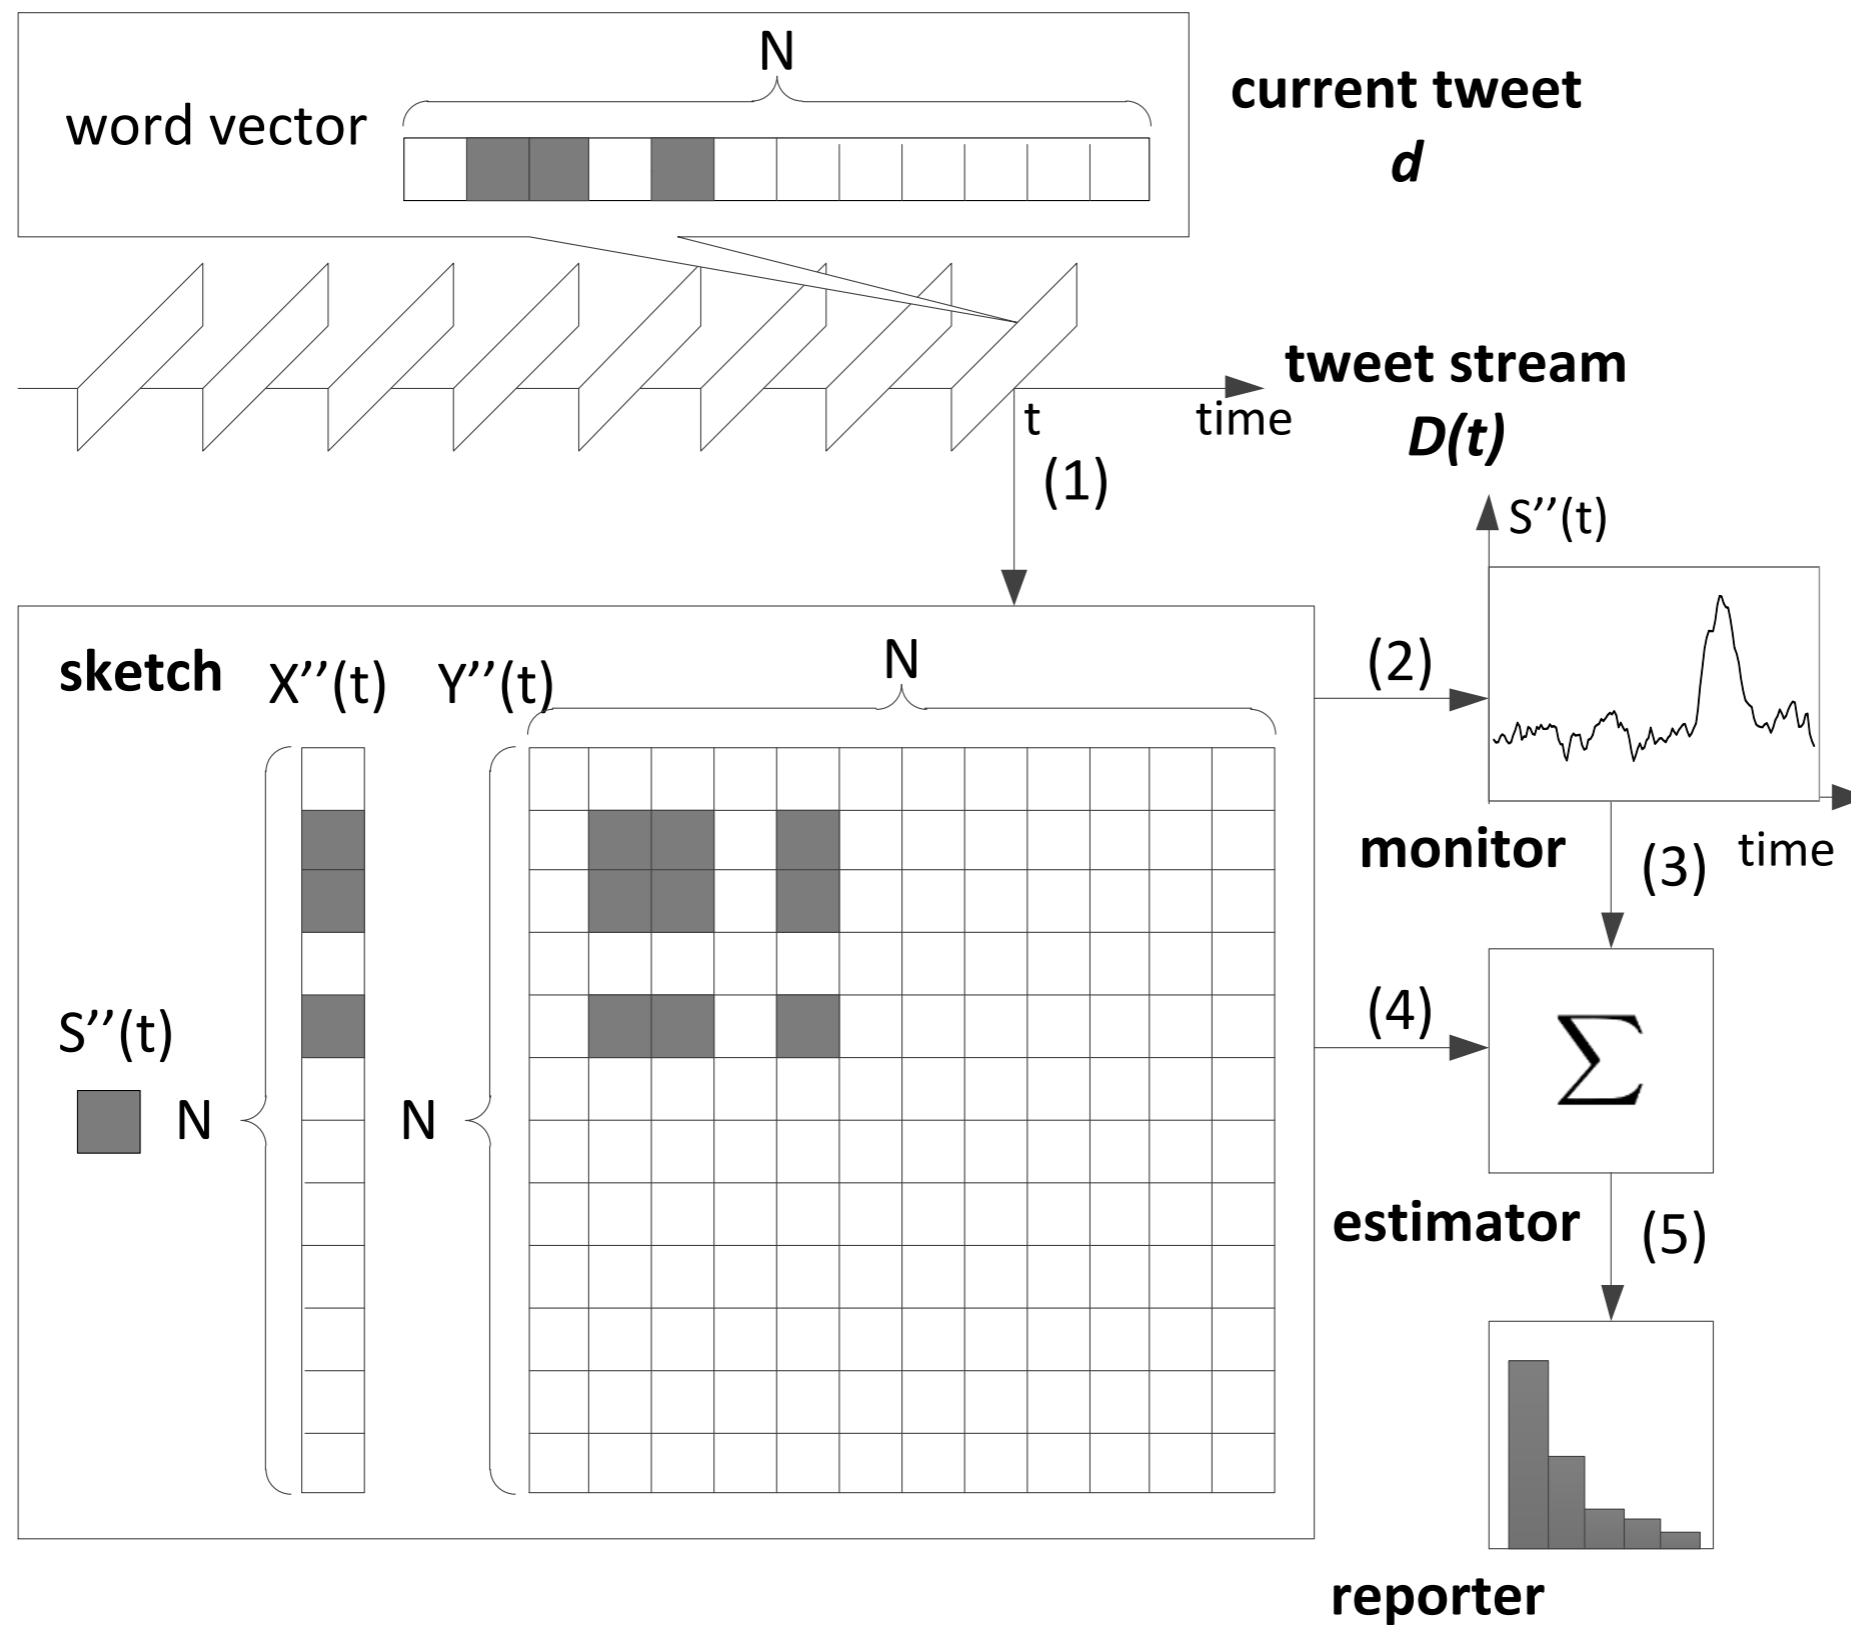 N
word vector
current tweet
d
tweet stream
D(t)
t
time
(1)
S’’(t)
sketch
X’’(t)
Y’’(t)
N
(2)
monitor
(3)
time
S’’(t)
N
N
(4)
Σ
estimator
(5)
reporter